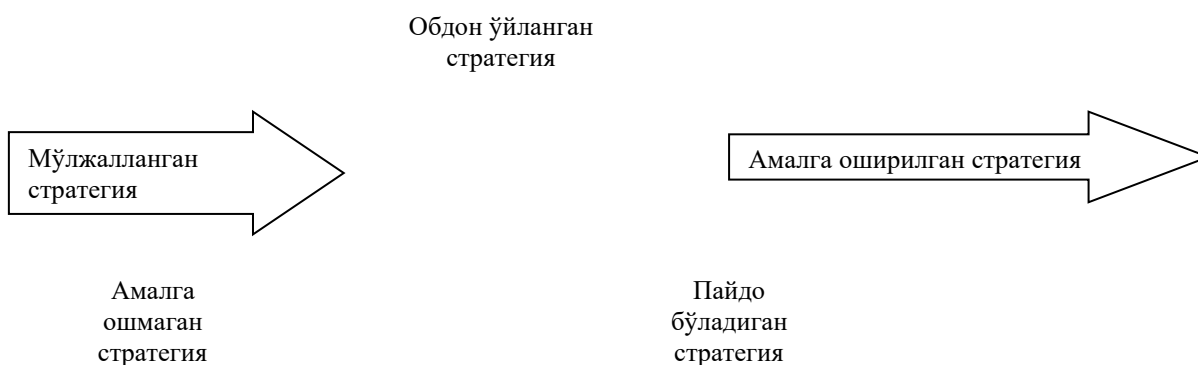 Обдон ўйланган
стратегия
Мўлжалланган
стратегия
Амалга оширилган стратегия
Амалга
ошмаган
стратегия
Пайдо
бўладиган
стратегия